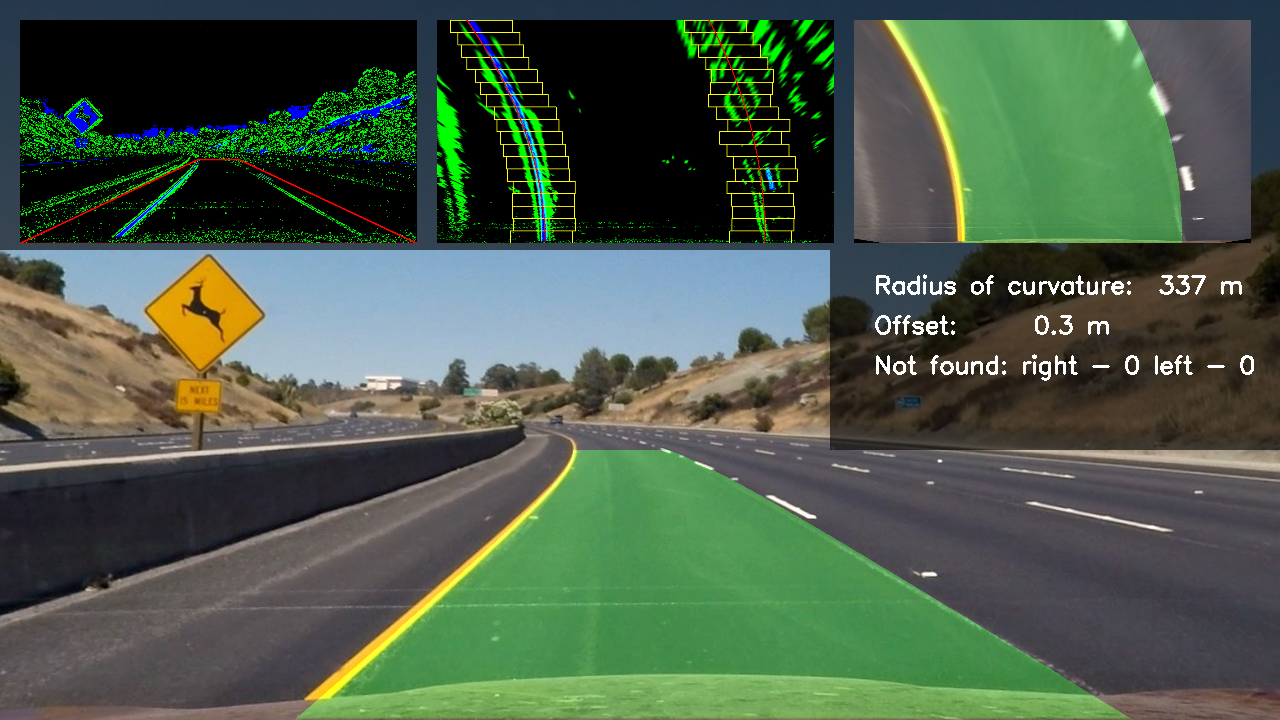 Radius of curvature: 337 m
Offset: 0.3 m
Not found: right – 0 left – 0
NEXT
15 MILES